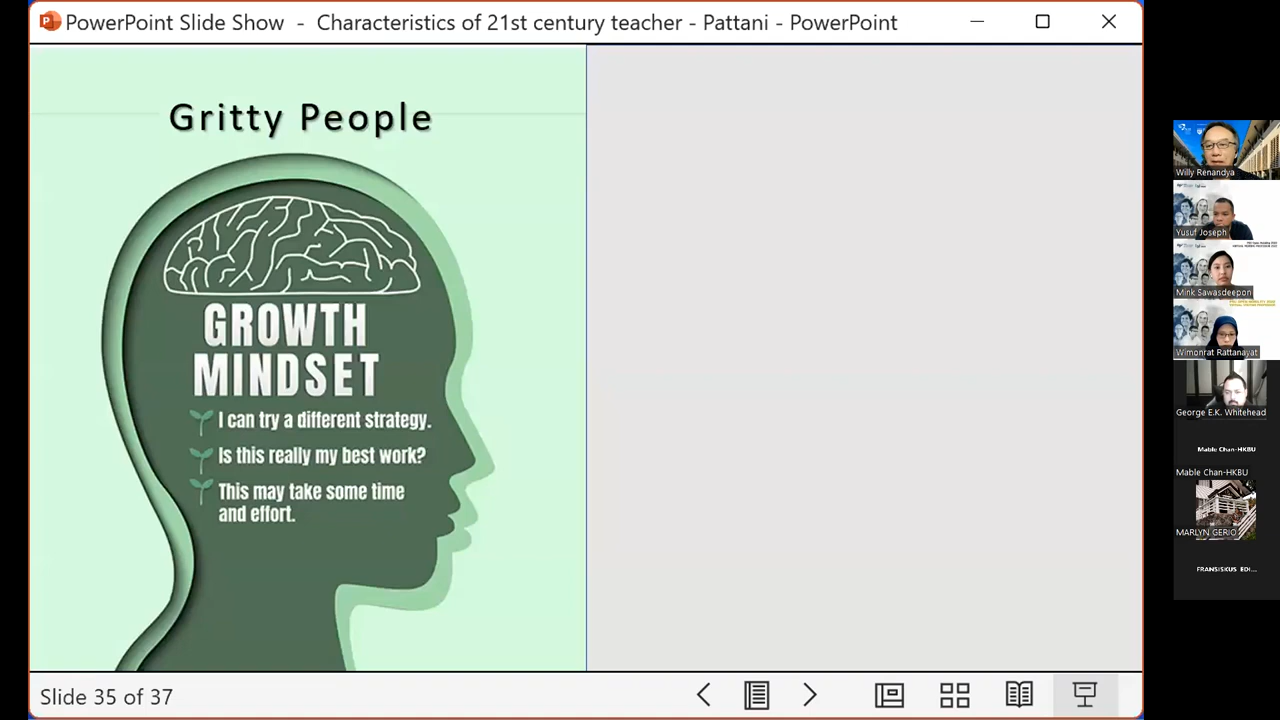 PowerPoint Slide Show - Characteristics of 21st century teacher - Pattani - PowerPoint
Gritty People
GROWTH
MINDSET
I can try a different strategy.
Is this really my best work?
This may take some time
and effort.
Slide 35 of 37
Willy Renandya
Yusuf Joseph
Mink Sawasdeepon
Wimonrat Rattanayat
George E.K. Whitehead
Mable Chan-HKBU
Mable Chan-HKBU
MARLYN GERIO
FRANSISKUS EDI...